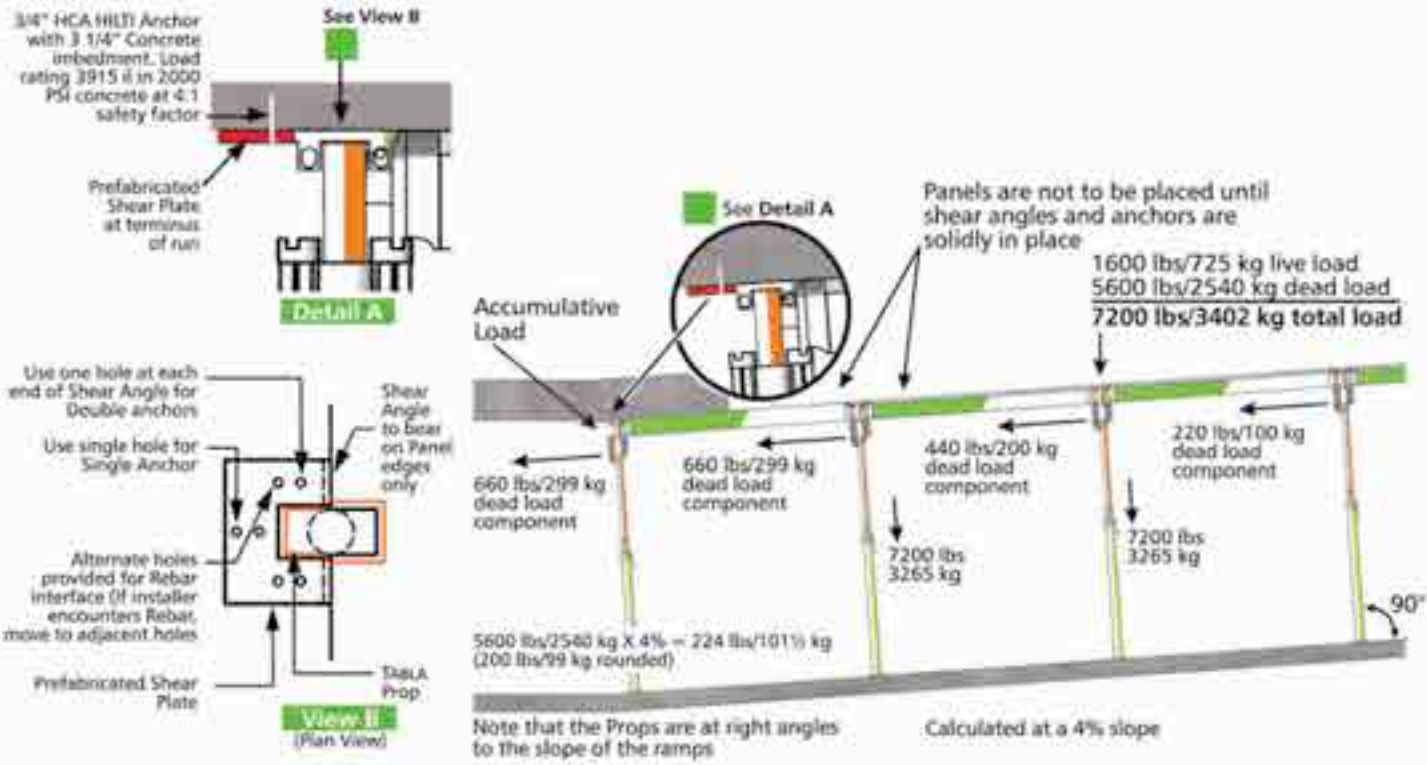 3/4" HCA HILTI Anchor
with 3 1/4" Concrete
imbedment. Load
rating 3915 il in 2000
PSI concrete at 4:1
safety factor
See View B
Prefabricated
Shear Plate
at terminus
of run
Detail A
Use one hole at each
end of Shear Angle for
Double anchors
Use single hole for
Single Anchor
Shear
Angle
to bear
on Panel
edges
only
Alternate holes
provided for Rebar
interface (If installer
encounters Rebar,
move to adjacent holes
Prefabricated Shear
Plate
TABLA
Prop
View B
(Plan View)
See Detail A
Panels are not to be placed until
shear angles and anchors are
solidly in place
1600 lbs/725 kg live load
5600 lbs/2540 kg dead load
7200 lbs/3402 kg total load
Accumulative
Load
660 lbs/299 kg
dead load
component
660 lbs/299 kg
dead load
component
440 lbs/200 kg
dead load
component
220 lbs/100 kg
dead load
component
7200 lbs
3265 kg
7200 lbs
3265 kg
90°
5600 lbs/2540 kg X 4% = 224 lbs/101½ kg
(200 lbs/99 kg rounded)
Note that the Props are at right angles
to the slope of the ramps
Calculated at a 4% slope